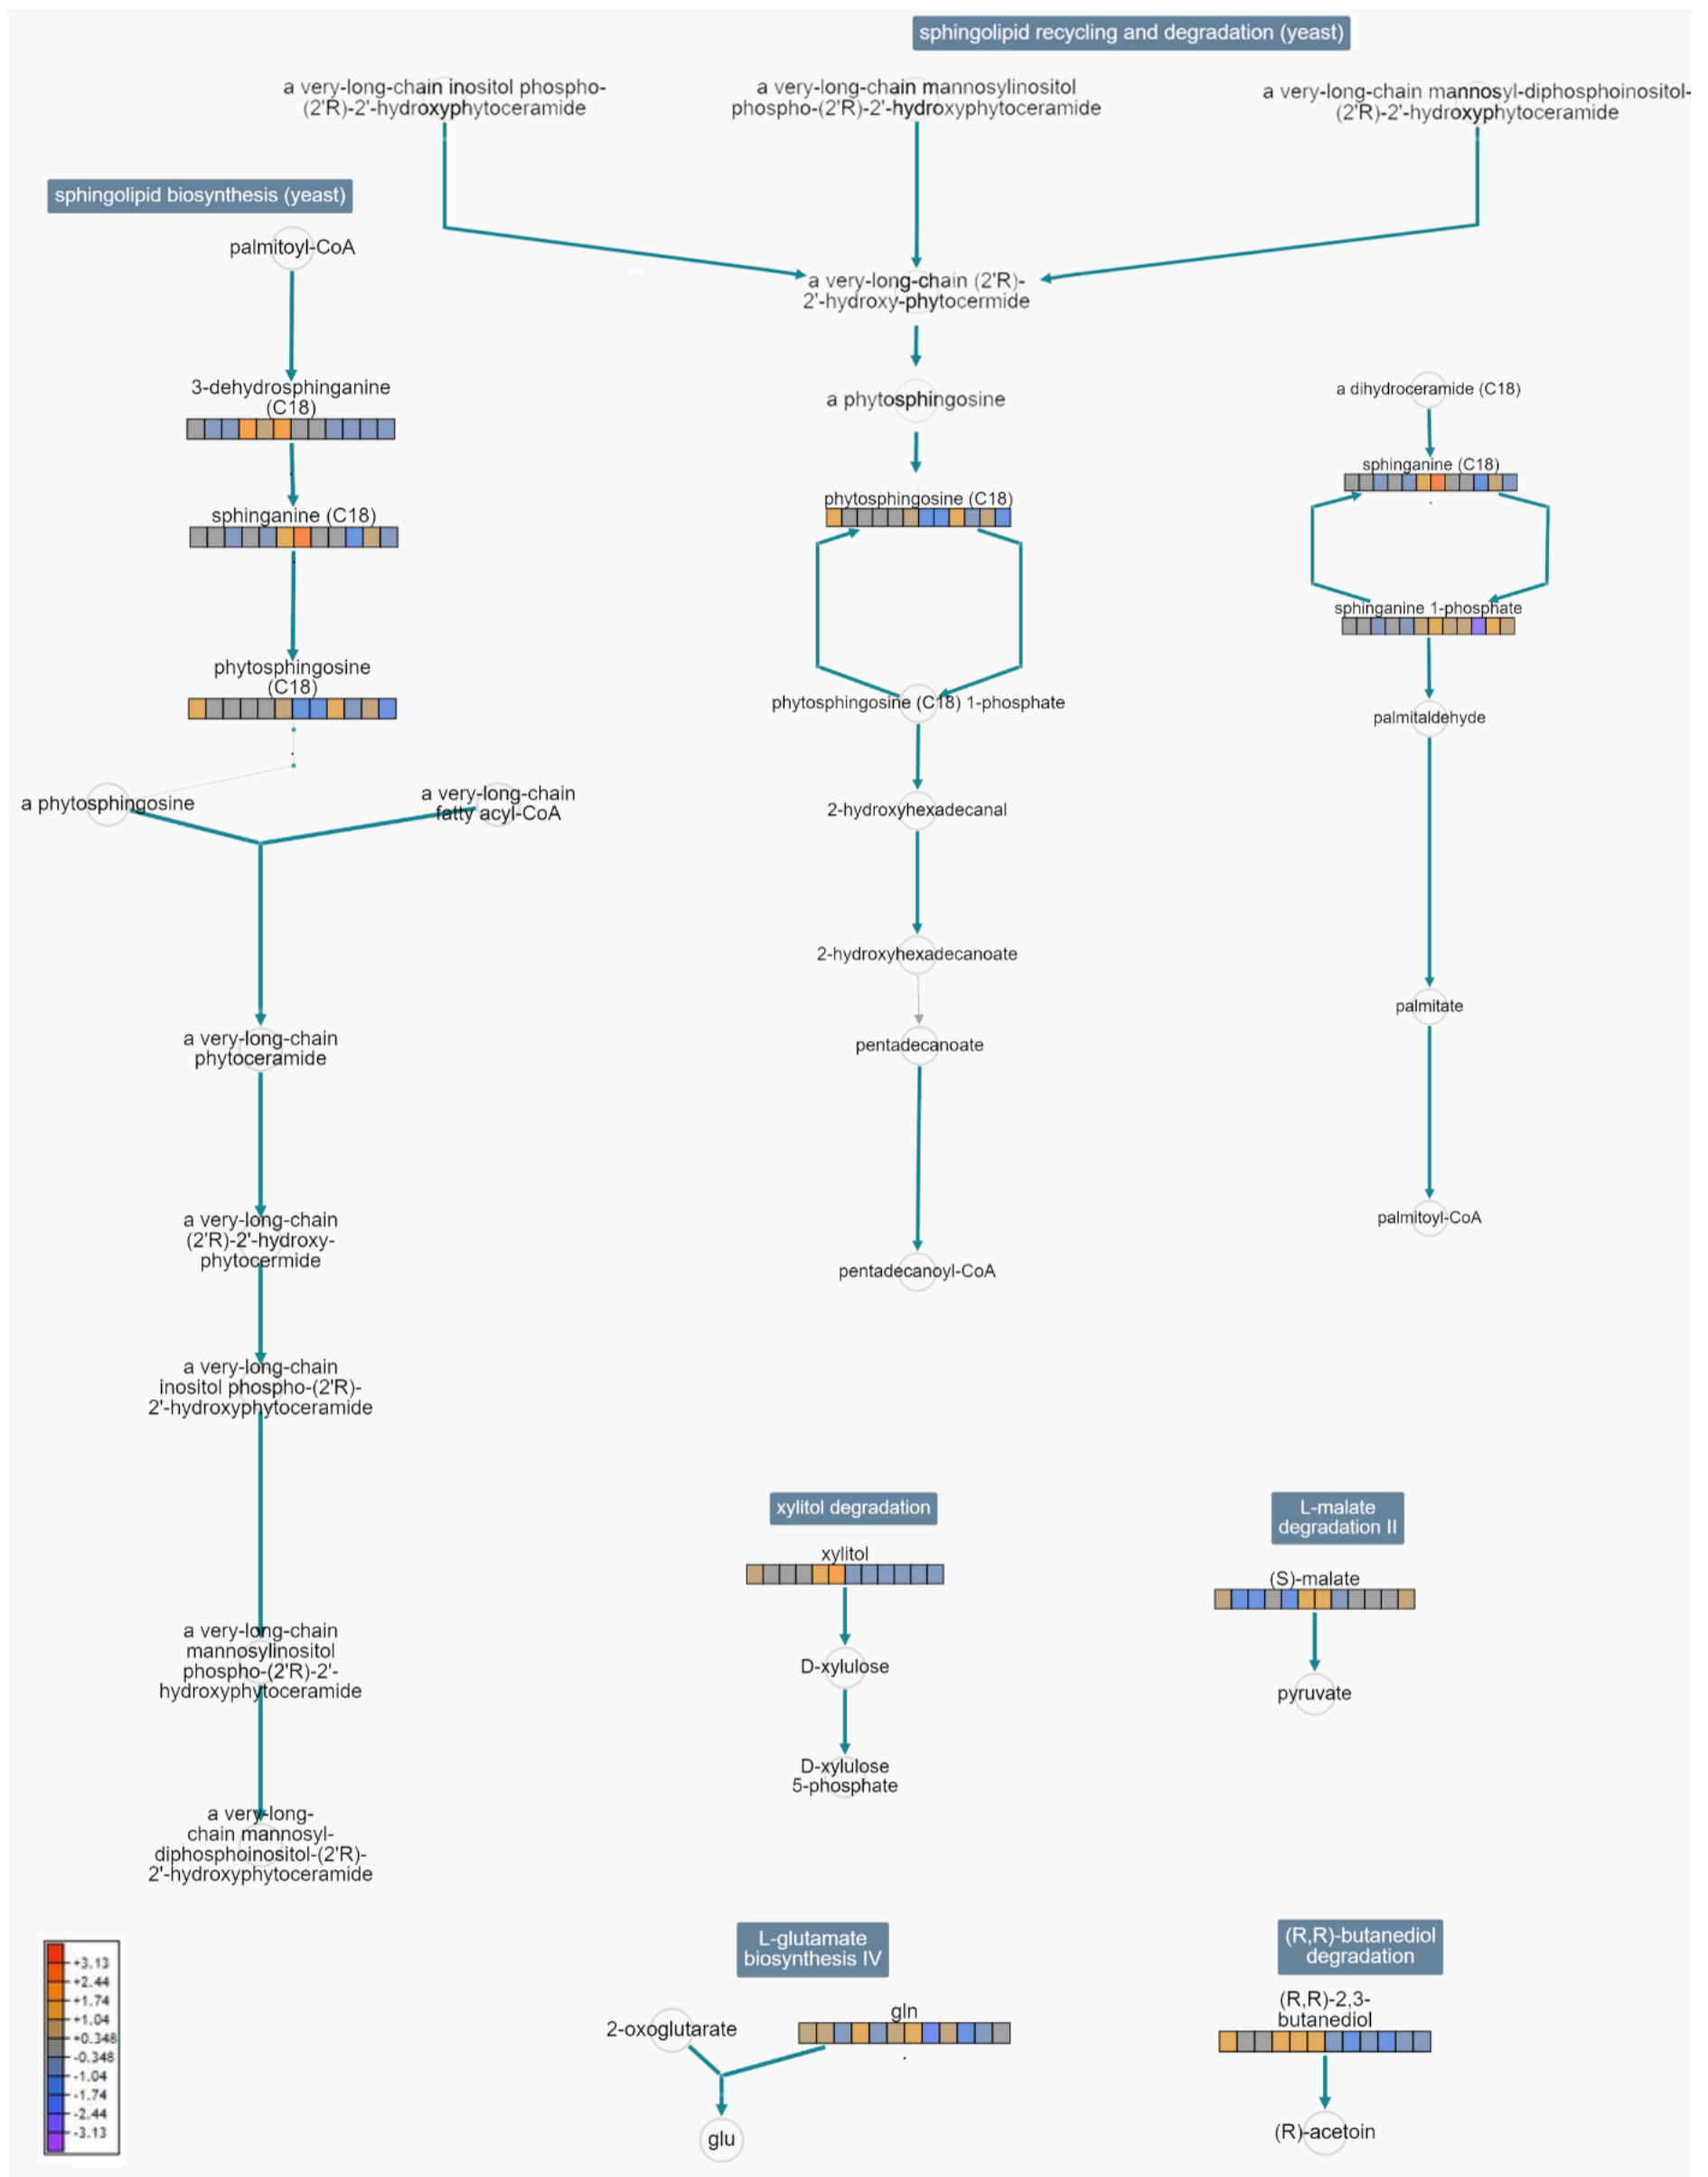 sphingolipid recycling and degradation (yeast)
a very-long-chain inositol phospho-
(2'R)-2'-hydroxyphytoceramide
a very-long-chain mannosylinositol
phospho-(2'R)-2'-hydroxyphytoceramide
a very-long-chain mannosyl-diphosphoinositol-
(2'R)-2'-hydroxyphytoceramide
a very-long-chain (2'R)-
2'-hydroxy-phytocermide
a phytosphingosine
phytosphingosine (C18)
phytosphingosine (C18) 1-phosphate
2-hydroxyhexadecanal
2-hydroxyhexadecanoate
pentadecanoate
pentadecanoyl-CoA
a dihydroceramide (C18)
sphinganine (C18)
sphinganine 1-phosphate
palmitaldehyde
palmitate
palmitoyl-CoA
sphingolipid biosynthesis (yeast)
palmitoyl-CoA
3-dehydrosphinganine
(C18)
sphinganine (C18)
phytosphingosine
(C18)
a phytosphingosine
a very-long-chain
fatty acyl-CoA
a very-long-chain
phytoceramide
a very-long-chain
(2'R)-2'-hydroxy-
phytocermide
a very-long-chain
inositol phospho-(2'R)-
2'-hydroxyphytoceramide
a very-long-chain
mannosylinositol
phospho-(2'R)-2'-
hydroxyphytoceramide
a very-long-
chain mannosyl-
diphosphoinositol-(2'R)-
2'-hydroxyphytoceramide
xylitol degradation
xylitol
D-xylulose
D-xylulose
5-phosphate
L-malate
degradation II
(S)-malate
pyruvate
L-glutamate
biosynthesis IV
2-oxoglutarate
gln
glu
(R,R)-butanediol
degradation
(R,R)-2,3-
butanediol
(R)-acetoin
+3.13
+2.44
+1.74
+1.04
+0.348
-0.348
-1.04
-1.74
-2.44
-3.13